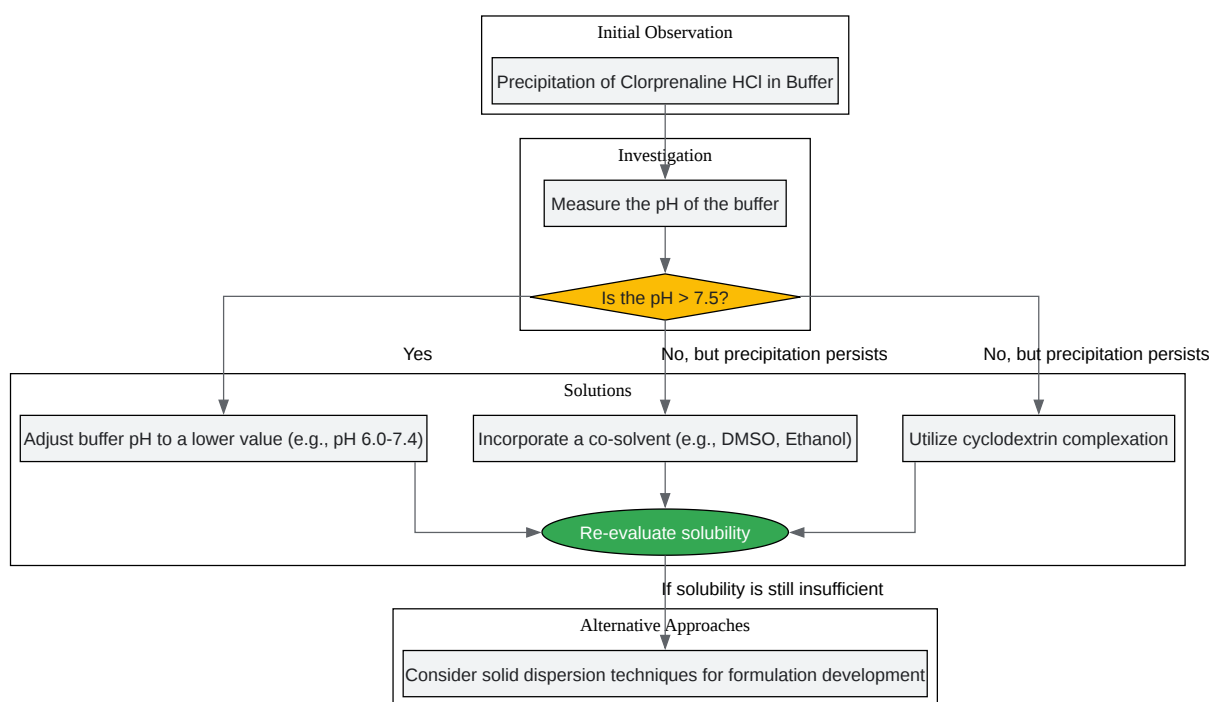 Initial Observation
Precipitation of Clorprenaline HCl in Buffer
Investigation
Measure the pH of the buffer
Is the pH > 7.5?
Yes
No, but precipitation persists
No, but precipitation persists
Solutions
Adjust buffer pH to a lower value (e.g., pH 6.0-7.4)
Incorporate a co-solvent (e.g., DMSO, Ethanol)
Utilize cyclodextrin complexation
Re-evaluate solubility
If solubility is still insufficient
Alternative Approaches
Consider solid dispersion techniques for formulation development